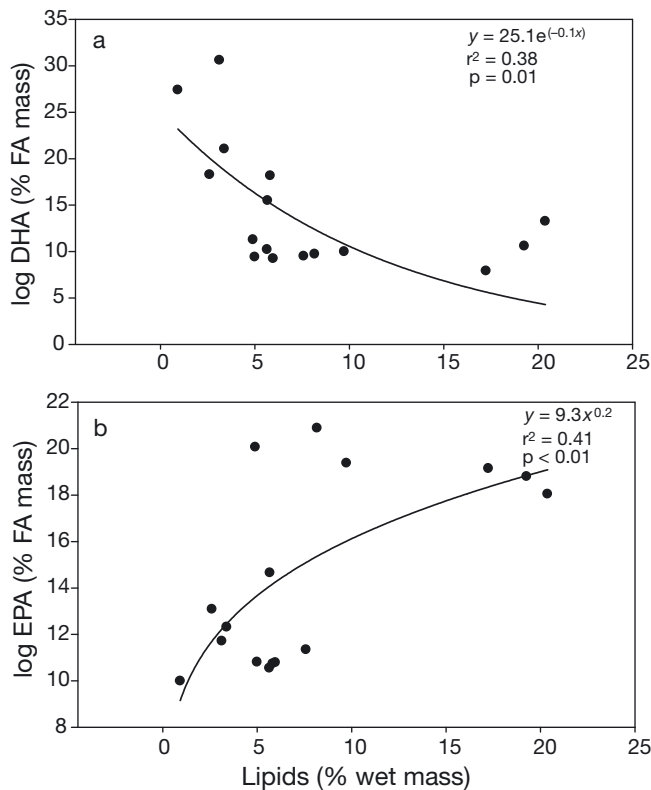 a
y = 25.1e^(–0.1x)
r² = 0.38
p = 0.01
log DHA (% FA mass)
35
30
25
20
15
10
5
0
0 5 10 15 20 25
b
y = 9.3x^0.2
r² = 0.41
p < 0.01
log EPA (% FA mass)
22
20
18
16
14
12
10
8
0 5 10 15 20 25
Lipids (% wet mass)